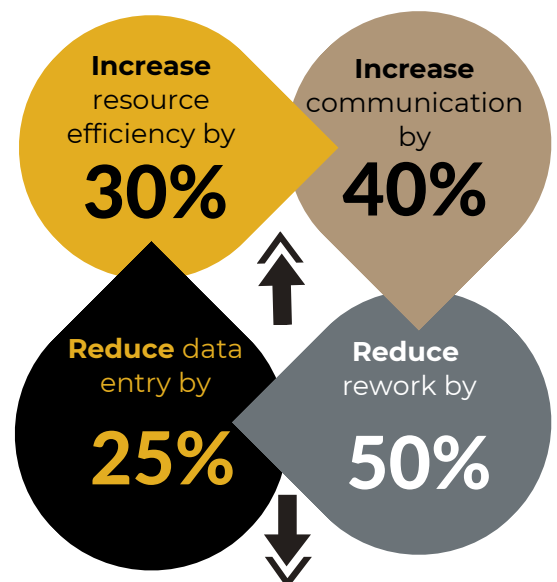 Increase
resource
efficiency by
30%
Increase
communication
by
40%
Reduce data
entry by
25%
Reduce
rework by
50%